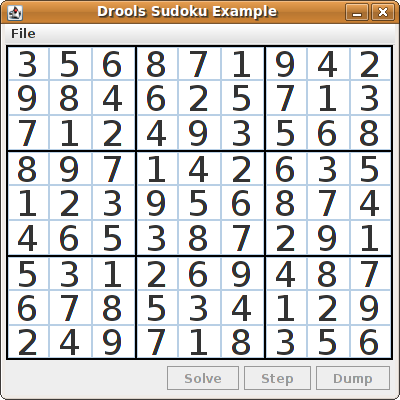 Drools Sudoku Example
File
3 5 6 8 7 1 9 4 2
9 8 4 6 2 5 7 1 3
7 1 2 4 9 3 5 6 8
8 9 7 1 4 2 6 3 5
1 2 3 9 5 6 8 7 4
4 6 5 3 8 7 2 9 1
5 3 1 2 6 9 4 8 7
6 7 8 5 3 4 1 2 9
2 4 9 7 1 8 3 5 6
Solve Step Dump